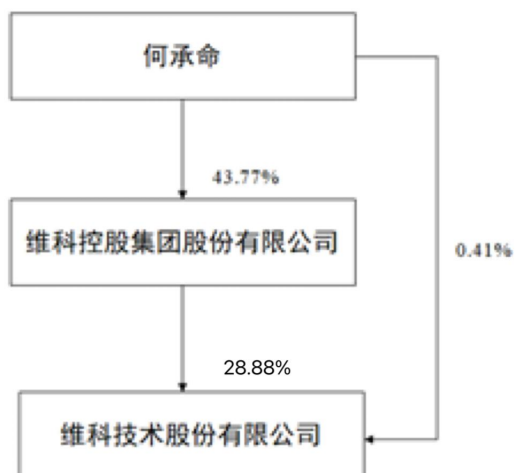 何承命
43.77%
维科控股集团股份有限公司
0.41%
28.88%
维科技术股份有限公司